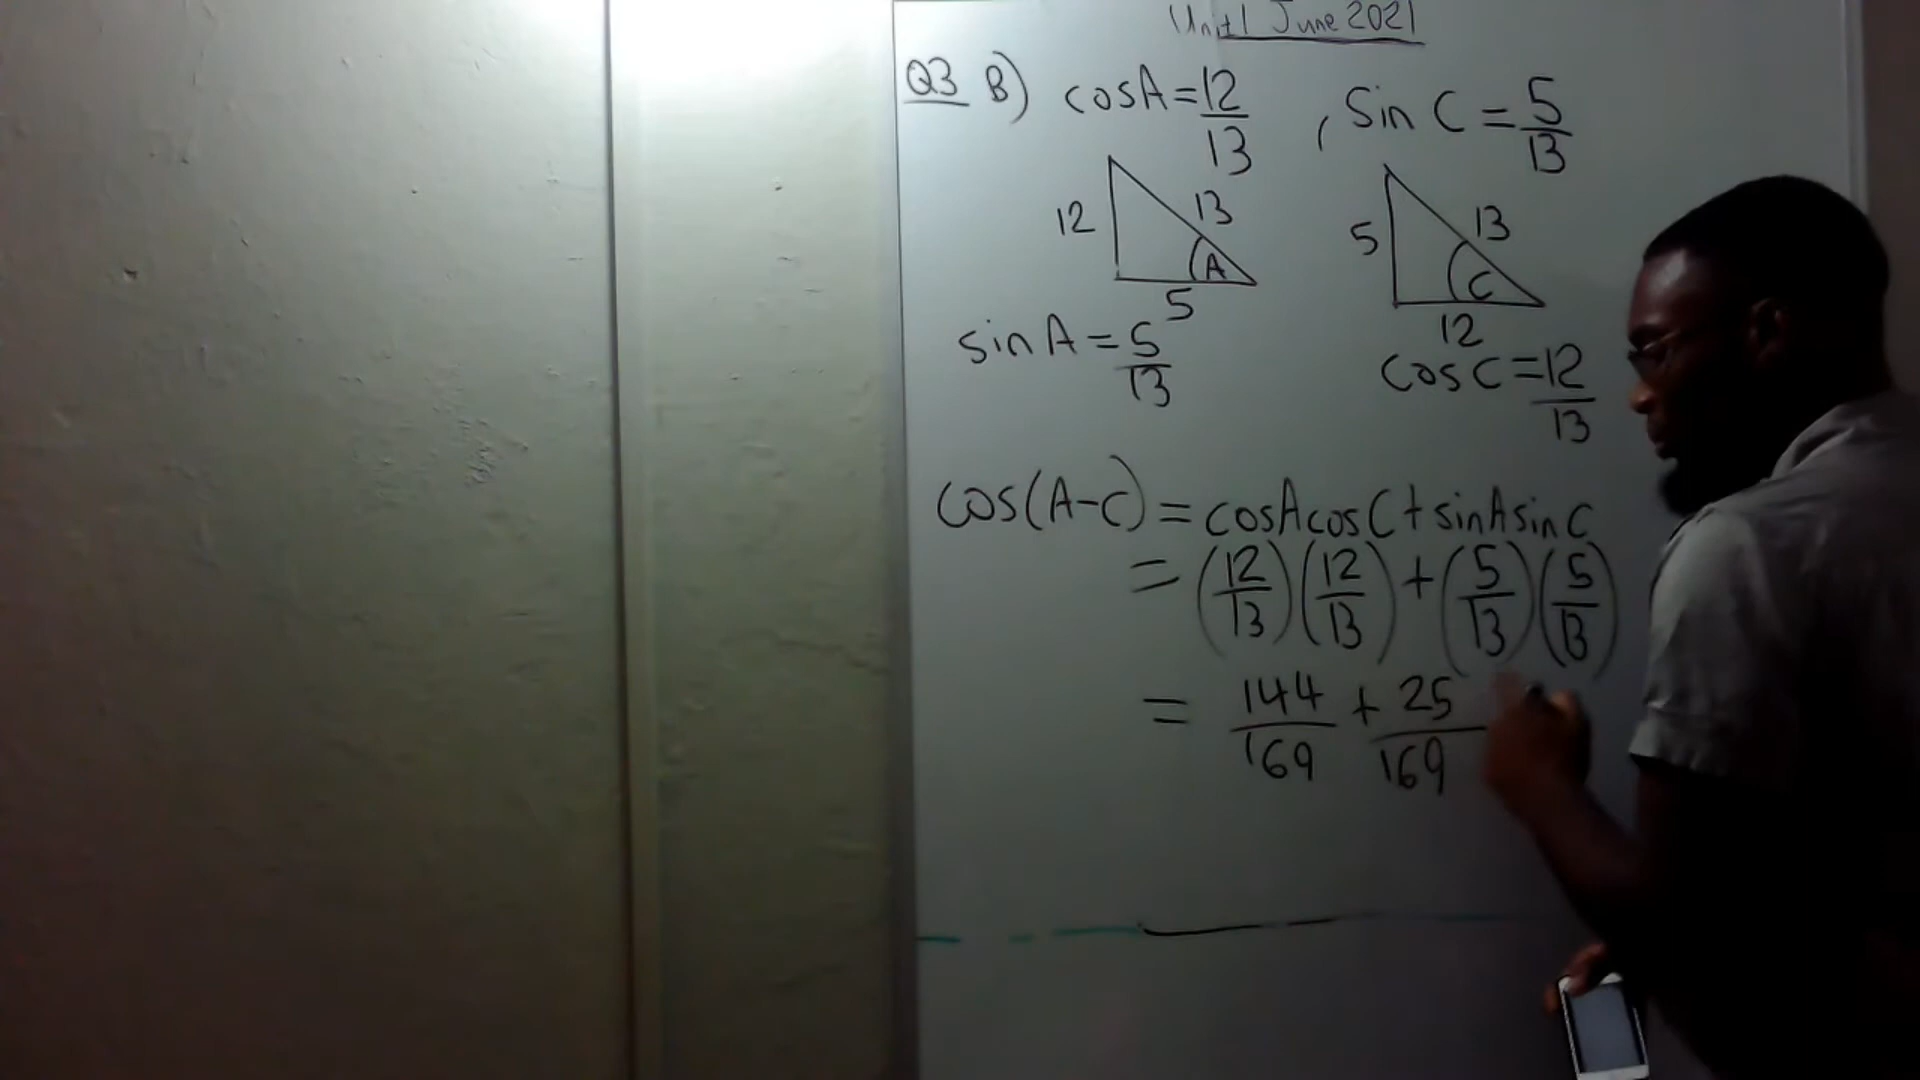 Unit 1 June 2021
Q3 B) cosA = 12/13 , Sin C = 5/13
12 13 A 5
5 13 C 12
sin A = 5/13
cos C = 12/13
cos(A-C) = cosAcosC + sinAsinC
= (12/13)(12/13) + (5/13)(5/13)
= 144/169 + 25/169